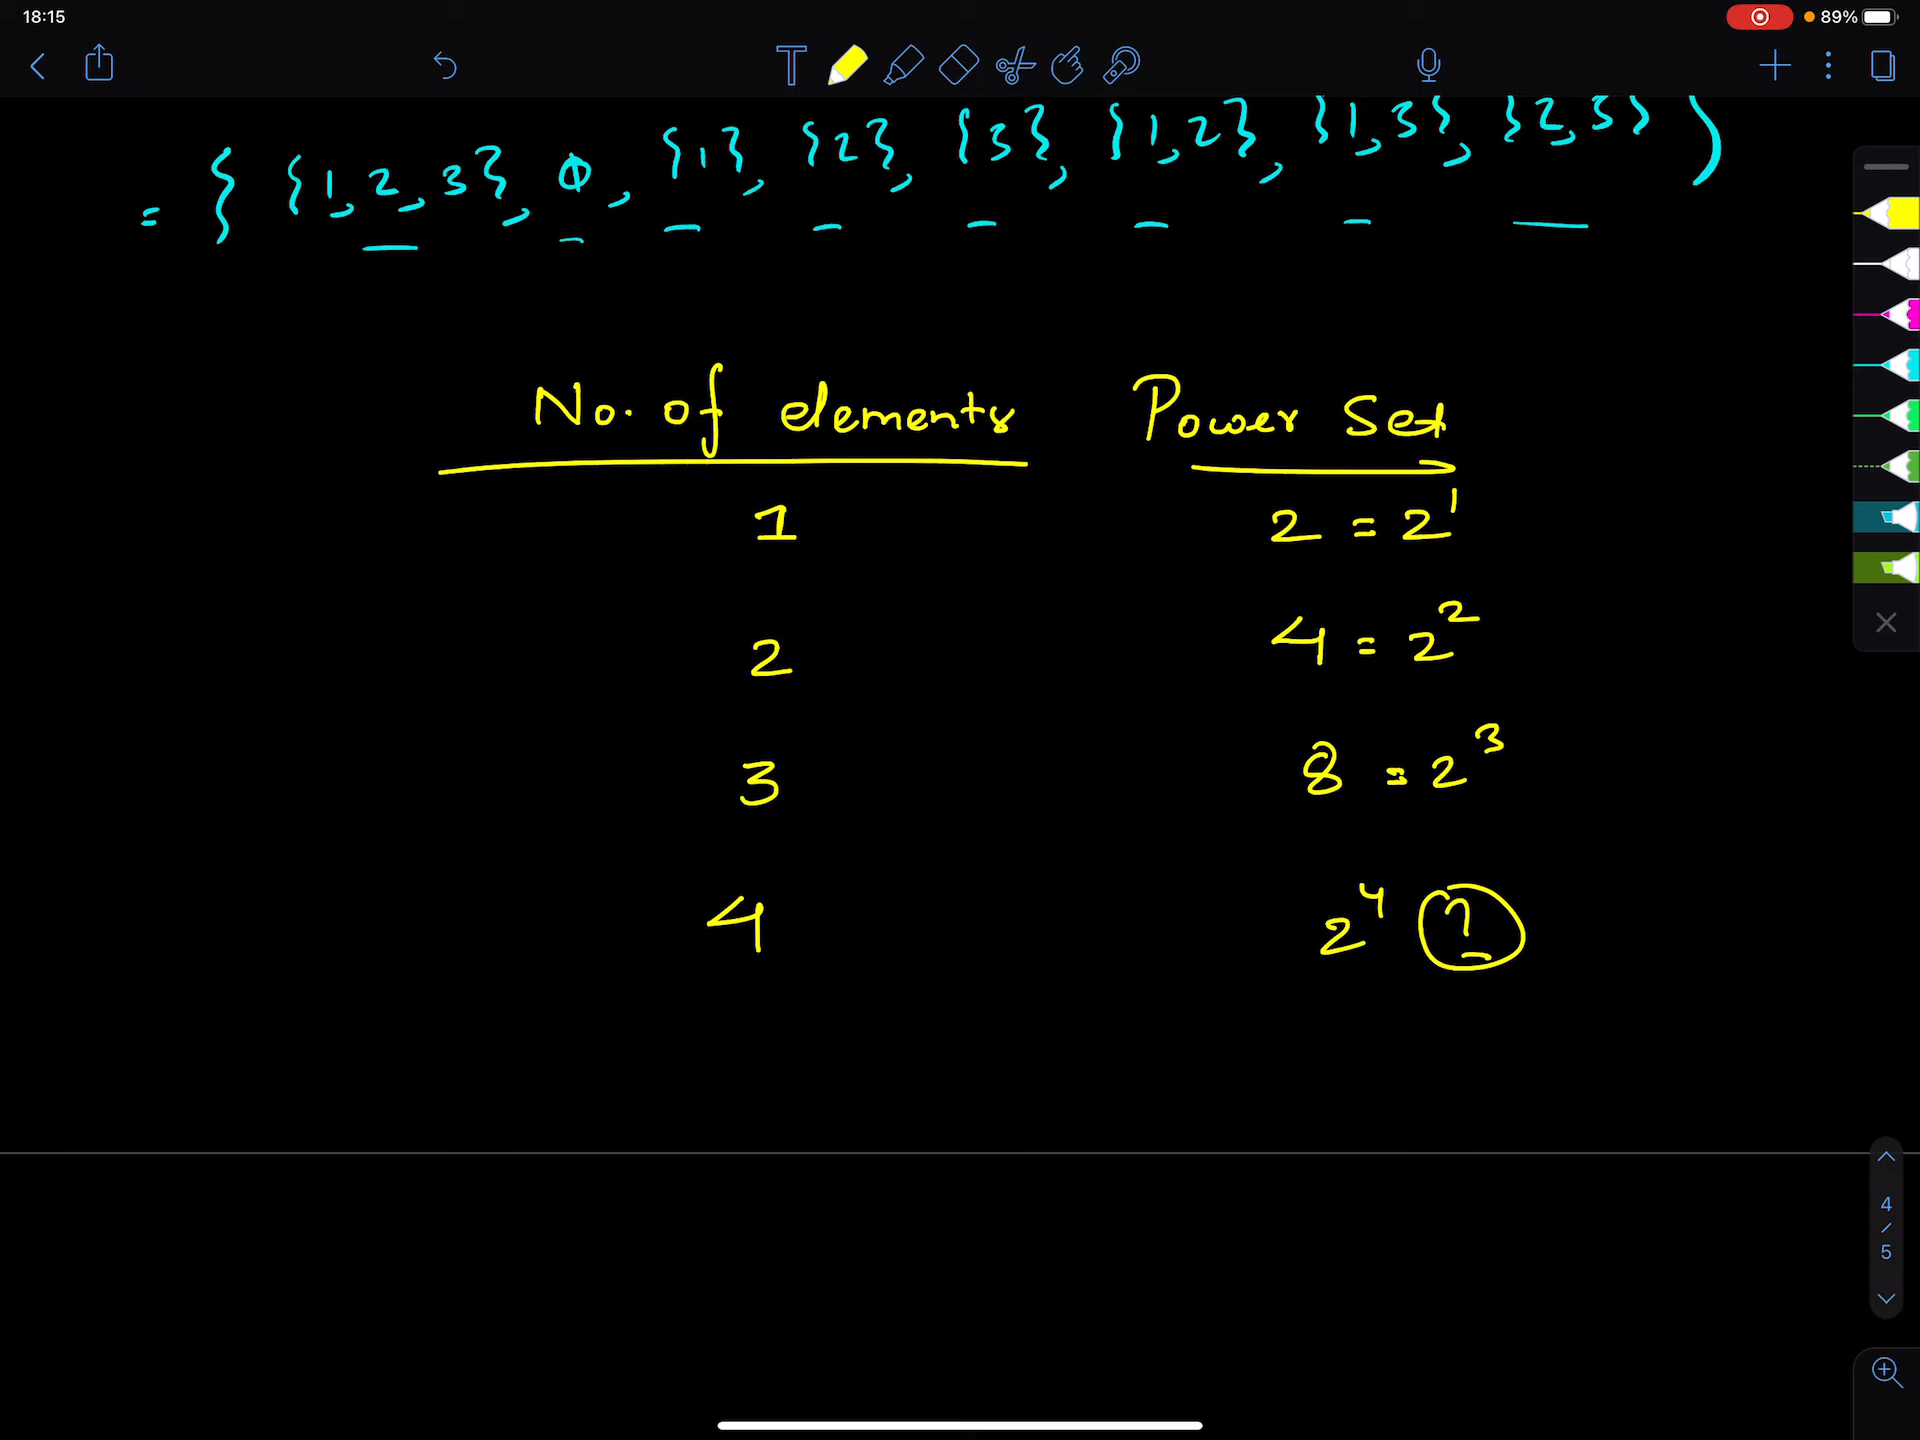 18:15
89%
= { {1,2,3}, φ, {1}, {2}, {3}, {1,2}, {1,3}, {2,3} )
No. of elements Power Set
1 2 = 2¹
2 4 = 2²
3 8 = 2³
4 2⁴ ?
4
/
5